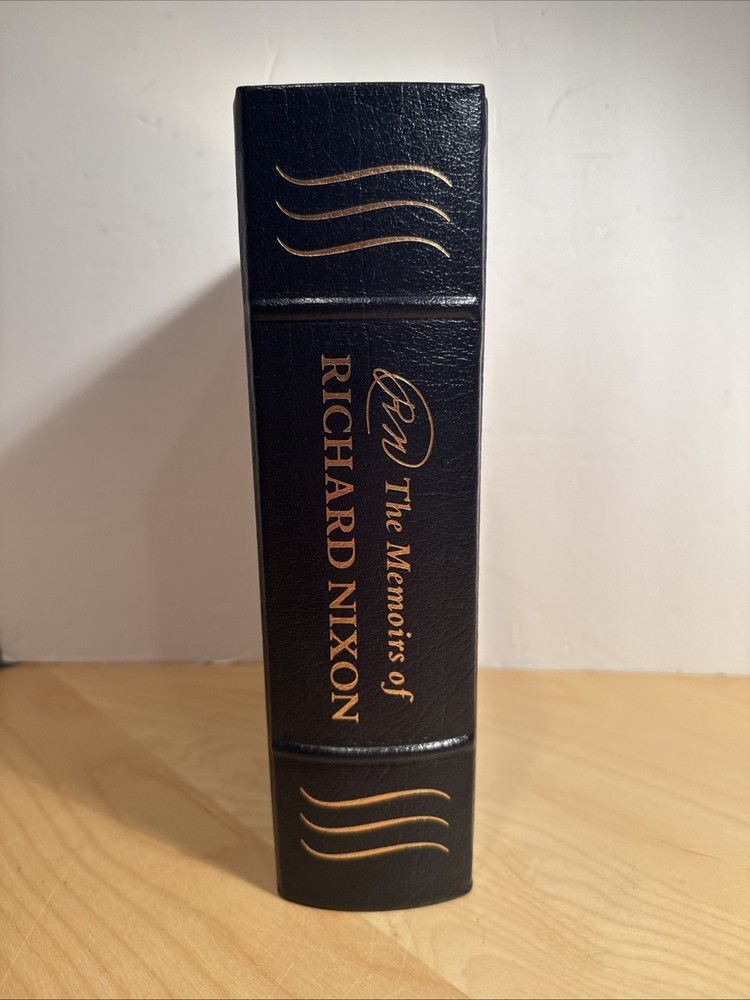 RN The Memoirs of
RICHARD NIXON